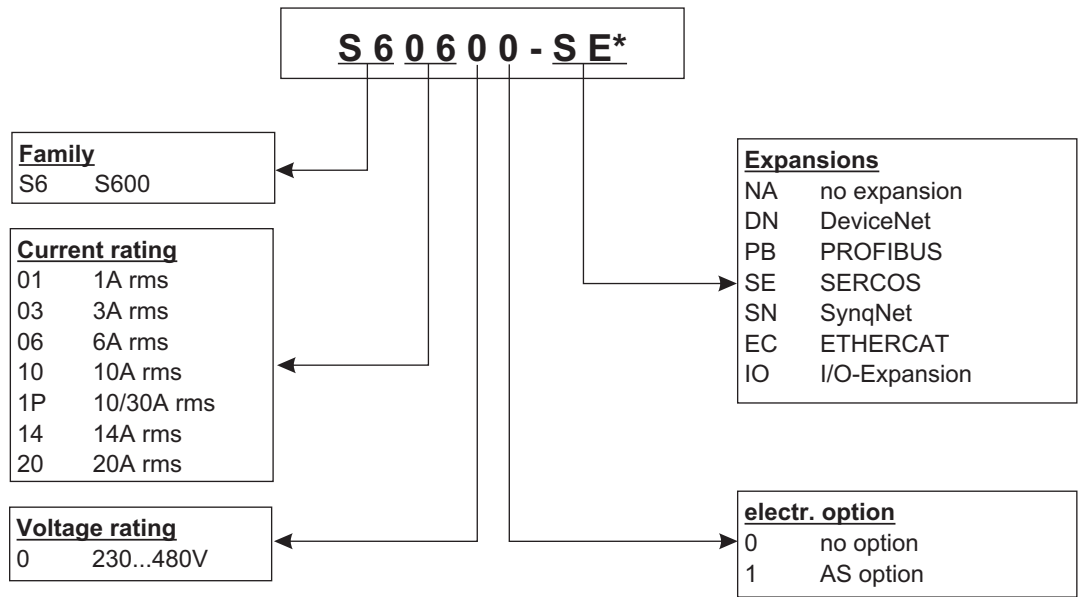 S 6 0 6 0 0 - S E*
Family
S6 S600
Current rating
01 1A rms
03 3A rms
06 6A rms
10 10A rms
1P 10/30A rms
14 14A rms
20 20A rms
Voltage rating
0 230...480V
Expansions
NA no expansion
DN DeviceNet
PB PROFIBUS
SE SERCOS
SN SynqNet
EC ETHERCAT
IO I/O-Expansion
electr. option
0 no option
1 AS option